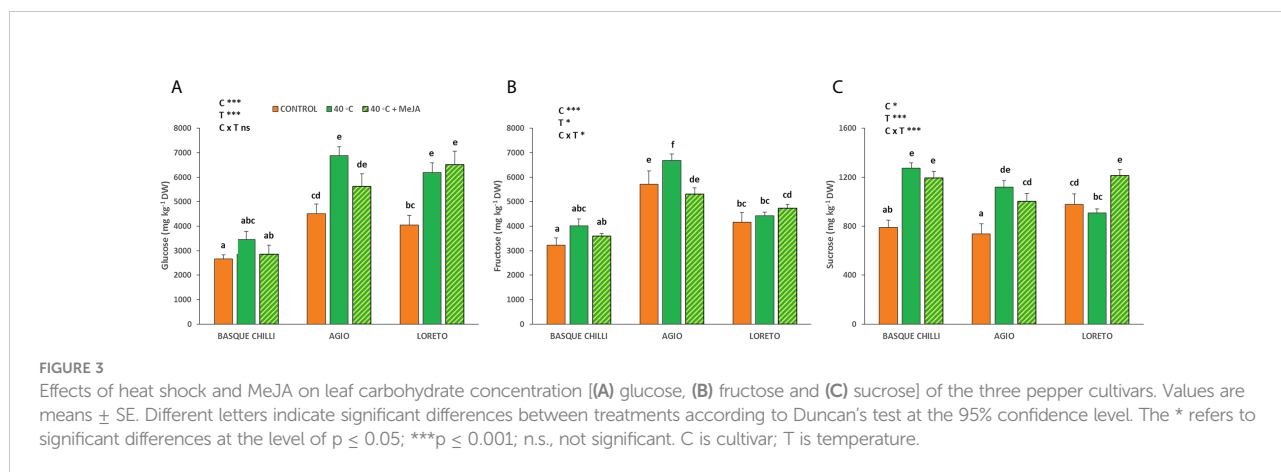 A
C ***
T ***
C x T ns
CONTROL 40 ◦C 40 ◦C + MeJA
Glucose (mg kg⁻¹ DW)
8000
7000
6000
5000
4000
3000
2000
1000
0
a abc ab
cd e de
bc e e
BASQUE CHILLI AGIO LORETO
B
C ***
T *
C x T *
Fructose (mg kg⁻¹ DW)
8000
7000
6000
5000
4000
3000
2000
1000
0
a abc ab
e f de
bc bc cd
BASQUE CHILLI AGIO LORETO
C
C *
T ***
C x T ***
Sucrose (mg kg⁻¹ DW)
1600
1200
800
400
0
ab e e
a de cd
cd bc e
BASQUE CHILLI AGIO LORETO
FIGURE 3
Effects of heat shock and MeJA on leaf carbohydrate concentration [(A) glucose, (B) fructose and (C) sucrose] of the three pepper cultivars. Values are
means ± SE. Different letters indicate significant differences between treatments according to Duncan's test at the 95% confidence level. The * refers to
significant differences at the level of p ≤ 0.05; ***p ≤ 0.001; n.s., not significant. C is cultivar; T is temperature.